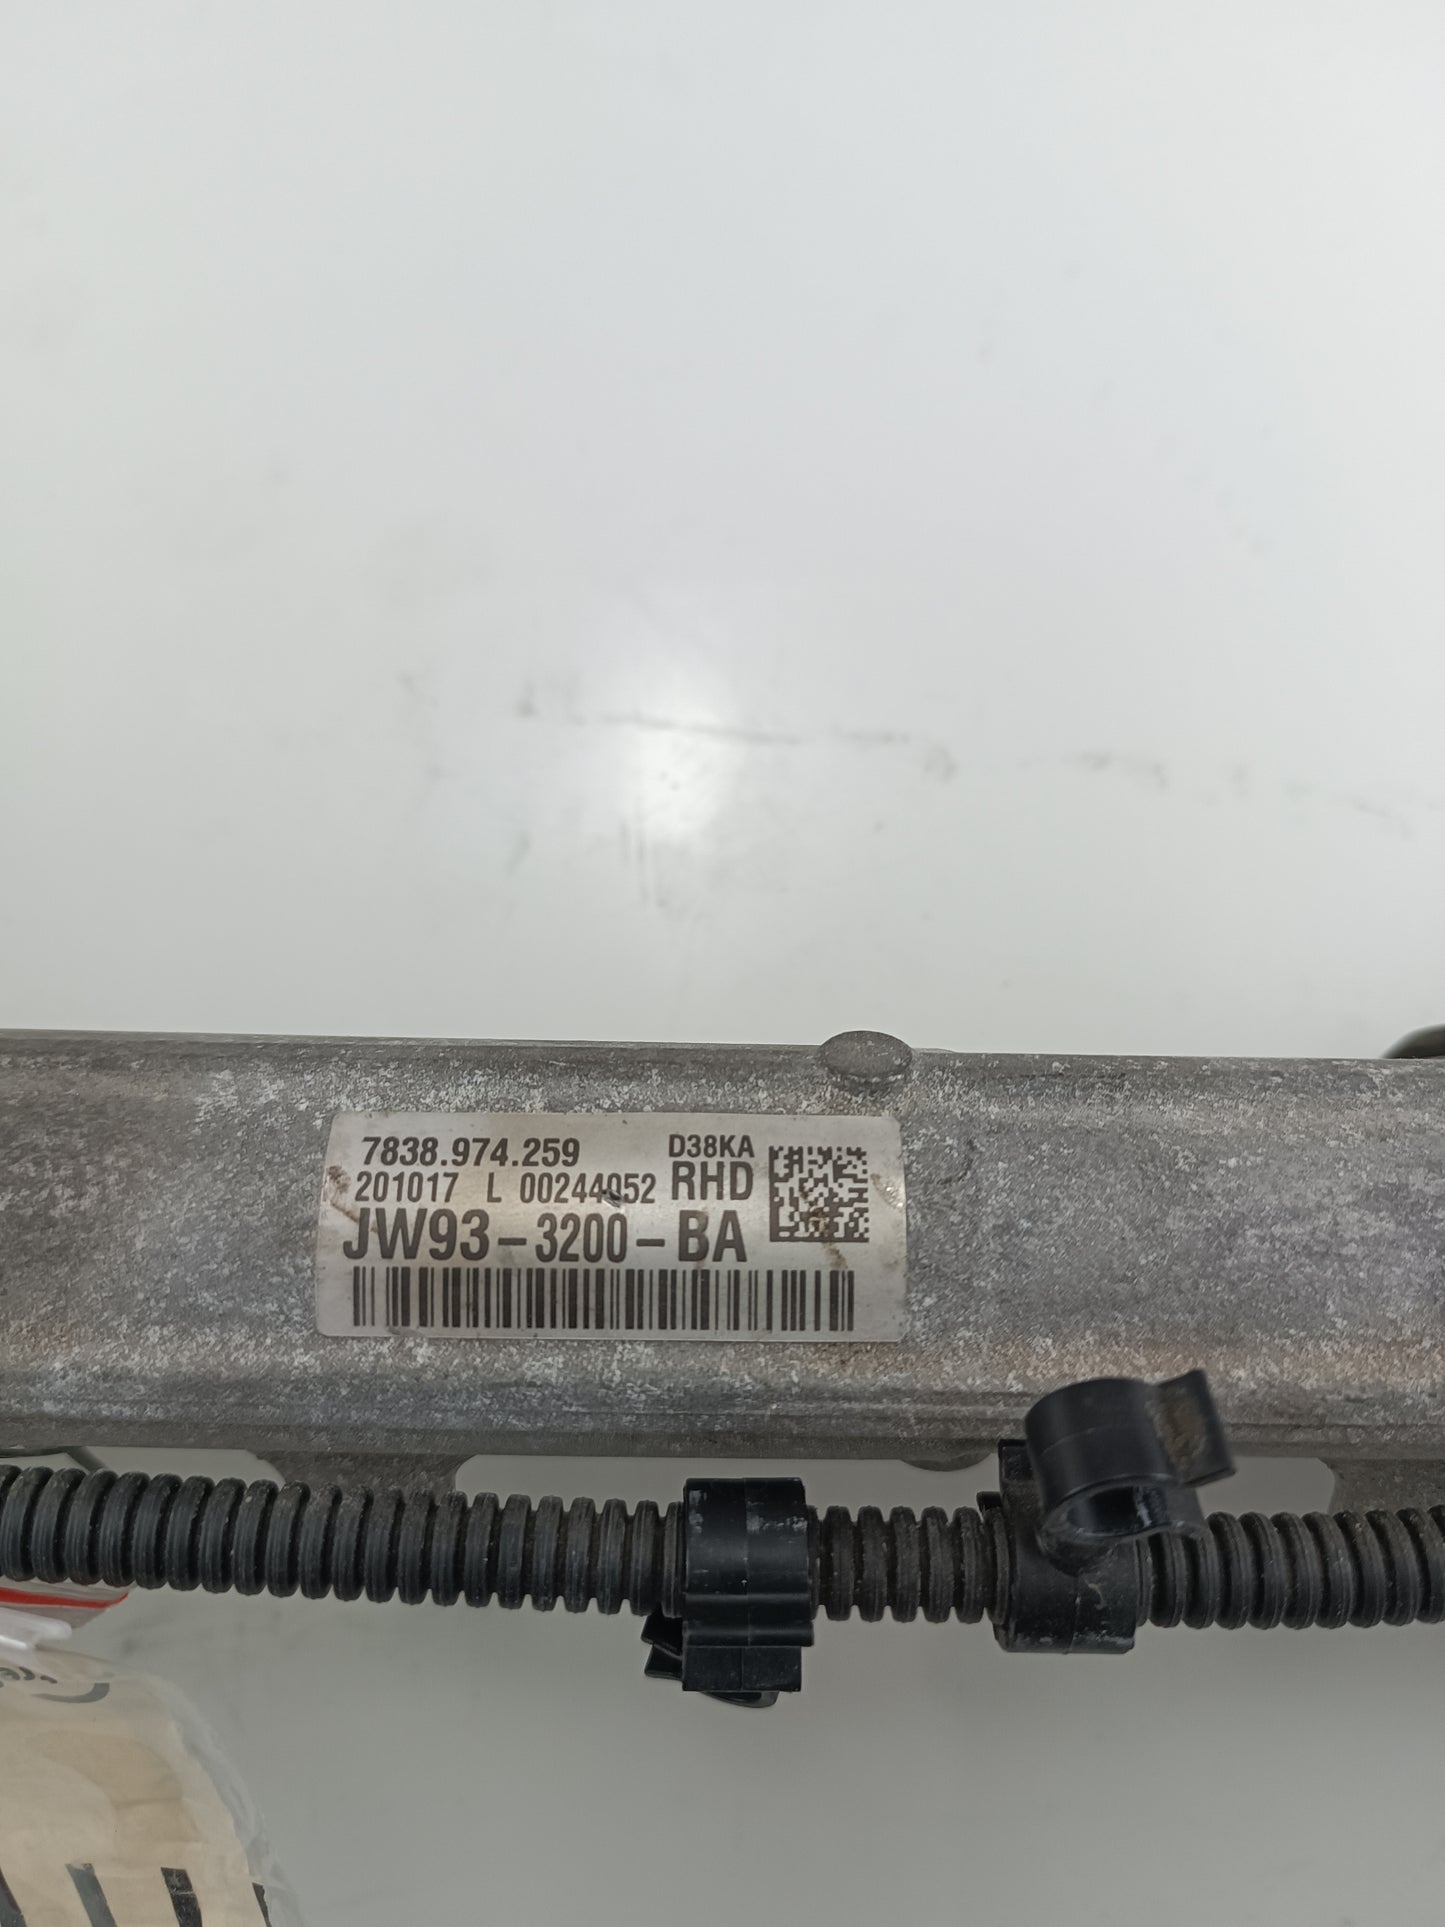 7838.974.259 D38KA
201017 L 00244052 RHD
JW93-3200-BA